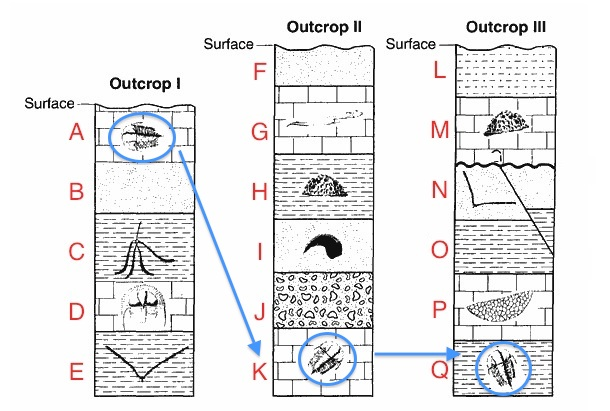 Outcrop I
Surface
A
B
C
D
E
Outcrop II
Surface
F
G
H
I
J
K
Outcrop III
Surface
L
M
N
O
P
Q